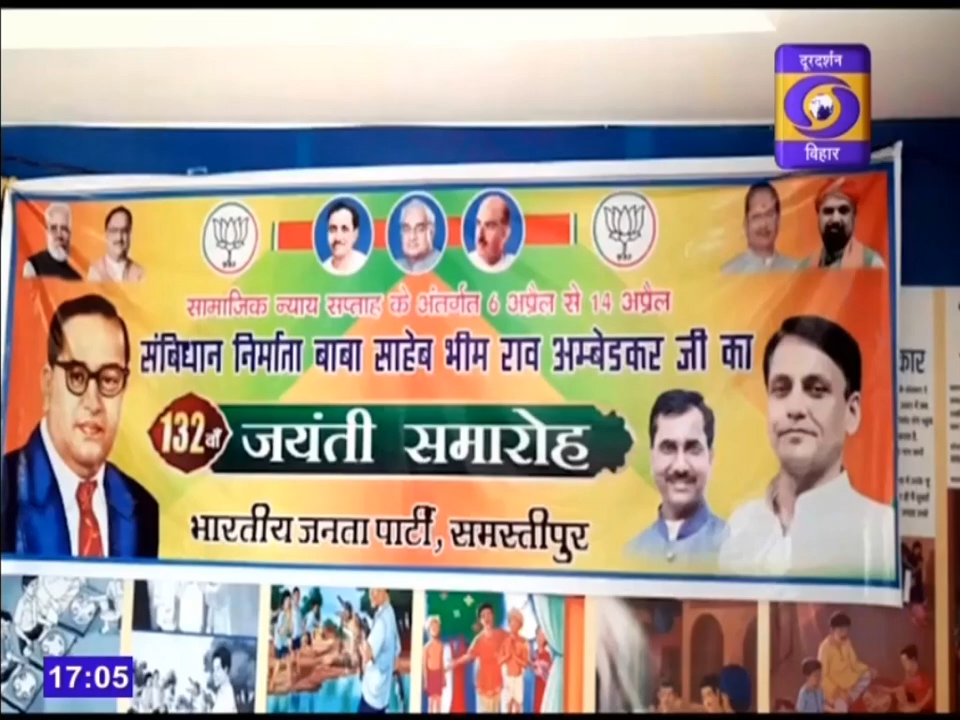 दूरदर्शन
बिहार
सामाजिक न्याय सप्ताह के अंतर्गत 6 अप्रैल से 14 अप्रैल
संबिधान निर्माता बाबा साहेब भीम राव अम्बेडकर जी का
132वाँ जयंती समारोह
भारतीय जनता पार्टी, समस्तीपुर
कार
17:05